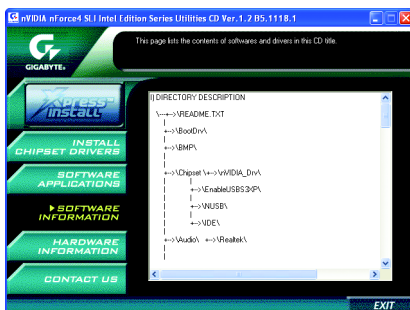 nVIDIA nForce4 SLI Intel Edition Series Utilities CD Ver.1.2 B5.1118.1
This page lists the contents of softwares and drivers in this CD title.
GIGABYTE
Xpress
Install
INSTALL
CHIPSET DRIVERS
SOFTWARE
APPLICATIONS
SOFTWARE
INFORMATION
HARDWARE
INFORMATION
CONTACT US
I) DIRECTORY DESCRIPTION
\---+-->\README.TXT
+-->\BootDrv\
+-->\BMP\
+-->\Chipset \+-->\nVIDIA_Drv\
+-->\EnableUSBS3XP\
+-->\NUSB\
+-->\IDE\
+-->\Audio\ +-->\Realtek\
EXIT